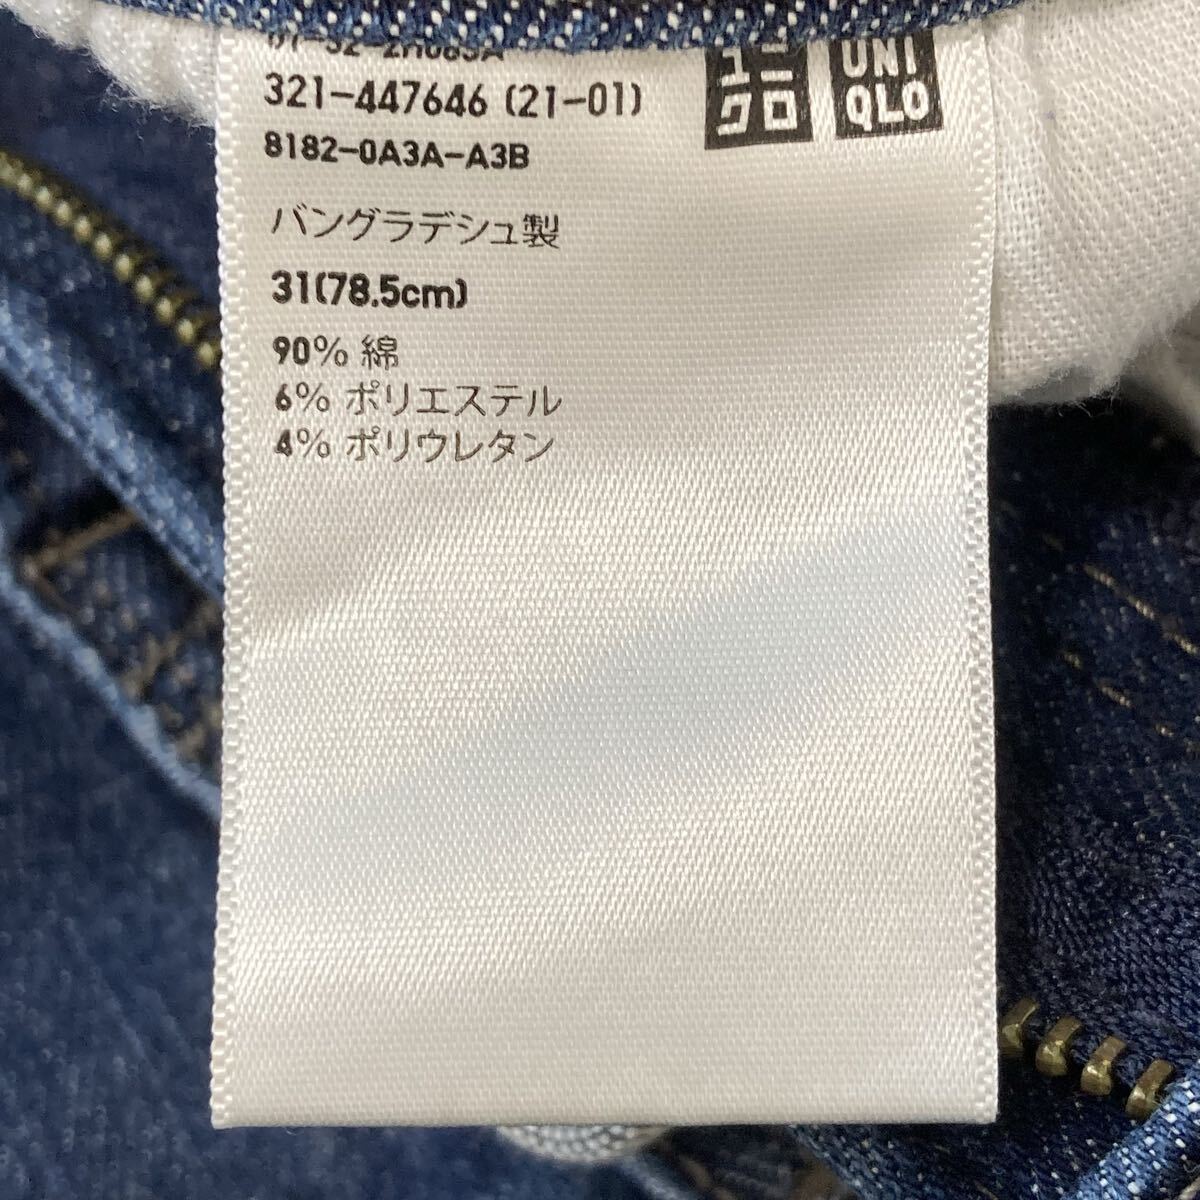 321-447646 (21-01)
8182-0A3A-A3B
ユニクロ
UNI
QLO
バングラデシュ製
31(78.5cm)
90% 綿
6% ポリエステル
4% ポリウレタン